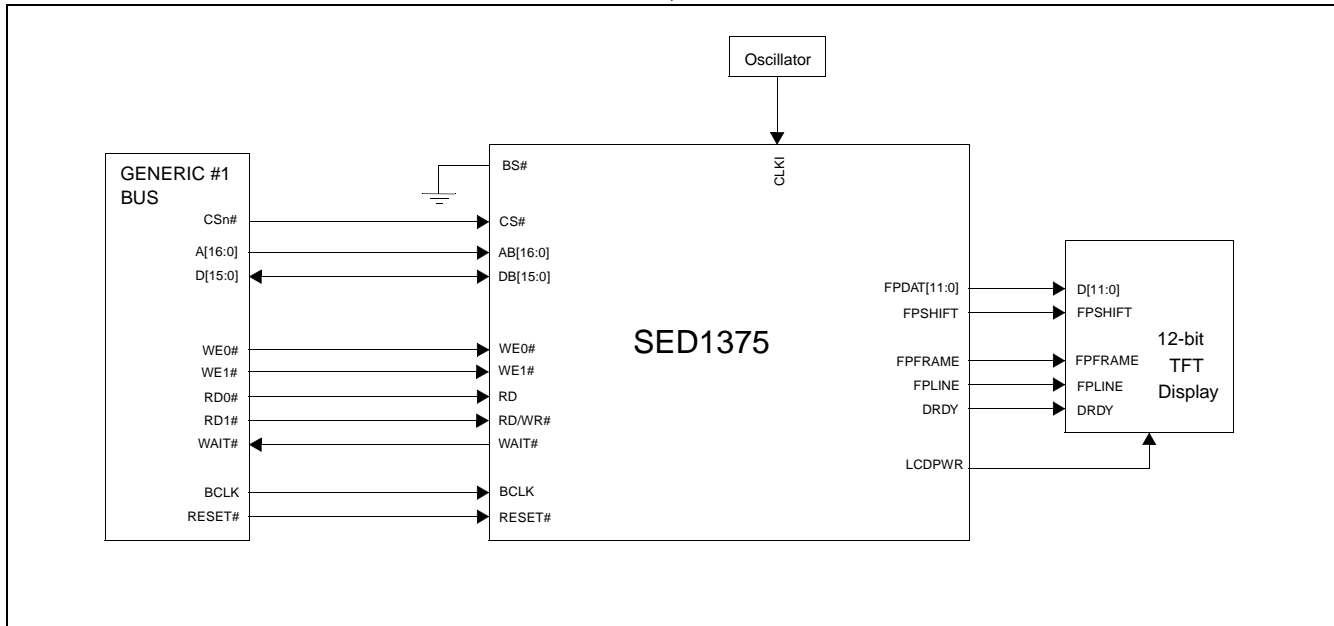 Oscillator
GENERIC #1
BUS
CSn#
A[16:0]
D[15:0]
WE0#
WE1#
RD0#
RD1#
WAIT#
BCLK
RESET#
BS#
CS#
AB[16:0]
DB[15:0]
WE0#
WE1#
RD
RD/WR#
WAIT#
BCLK
RESET#
CLKI
SED1375
FPDAT[11:0]
FPSHIFT
FPFRAME
FPLINE
DRDY
LCDPWR
D[11:0]
FPSHIFT
FPFRAME
FPLINE
DRDY
12-bit
TFT
Display